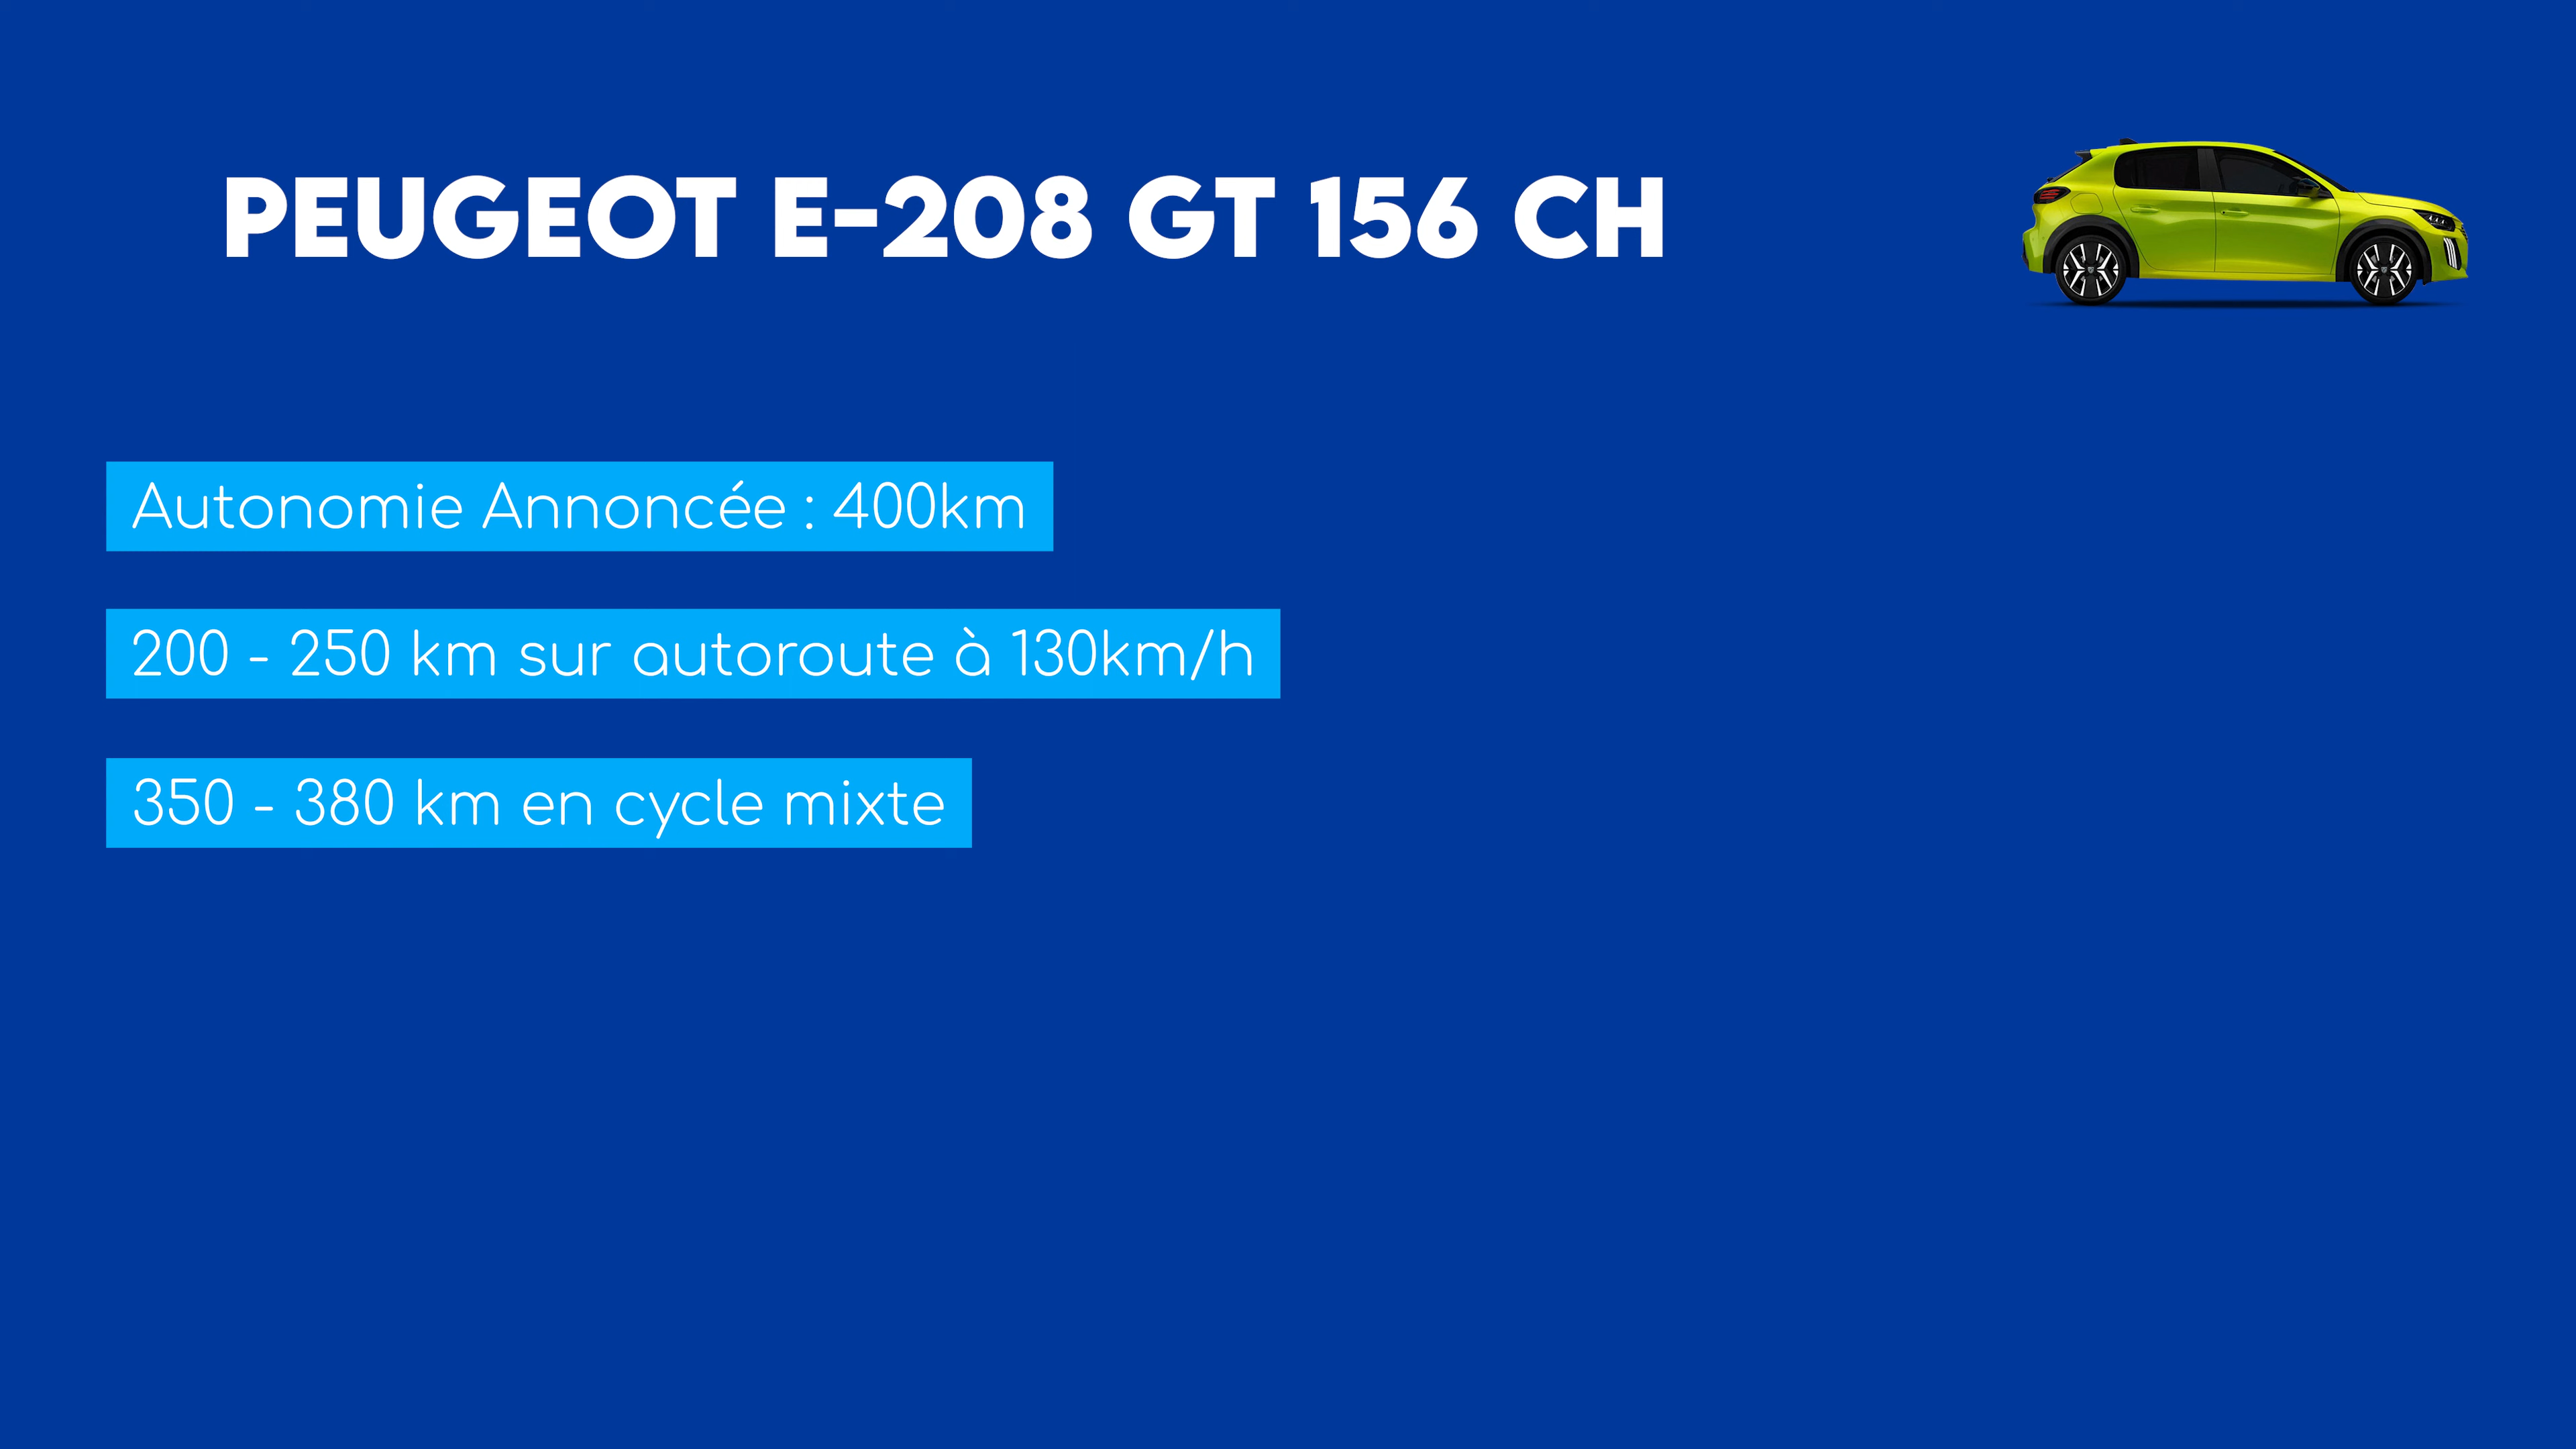 PEUGEOT E-208 GT 156 CH
Autonomie Annoncée : 400km
200 - 250 km sur autoroute à 130km/h
350 - 380 km en cycle mixte